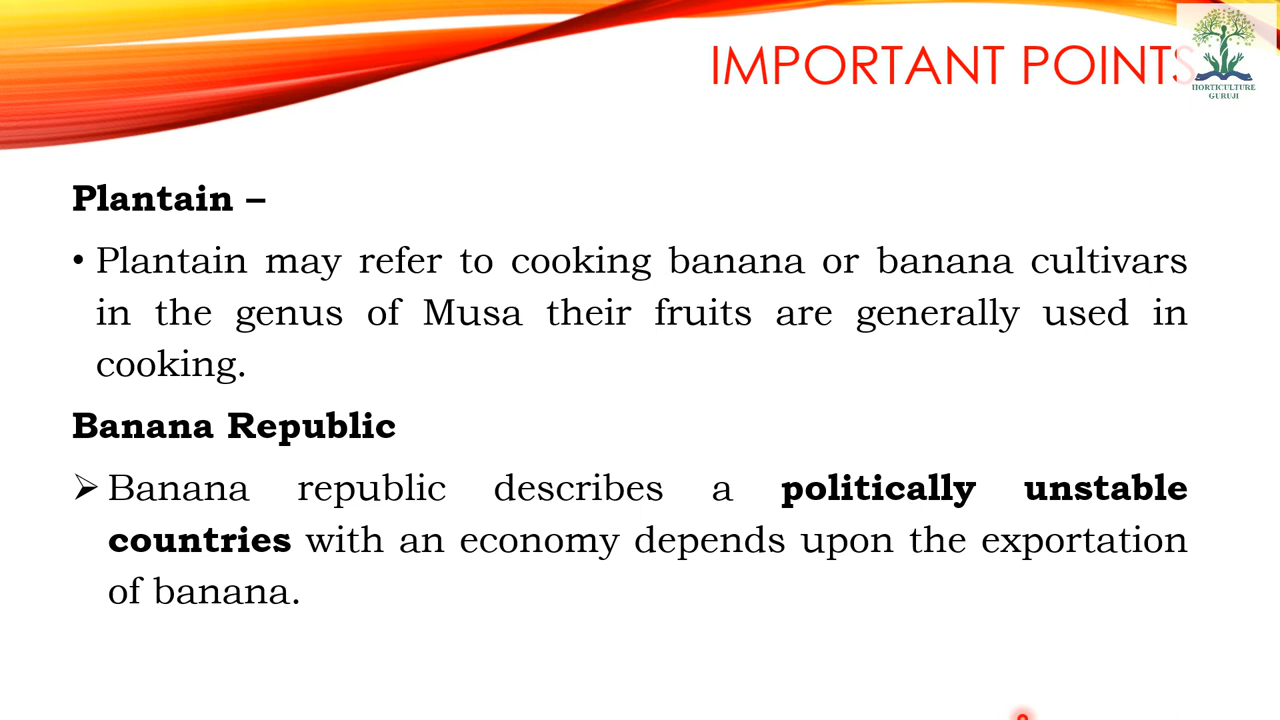 IMPORTANT POINTS
HORTICULTURE
GURUJI
Plantain –
• Plantain may refer to cooking banana or banana cultivars
in the genus of Musa their fruits are generally used in
cooking.
Banana Republic
➢ Banana republic describes a politically unstable
countries with an economy depends upon the exportation
of banana.